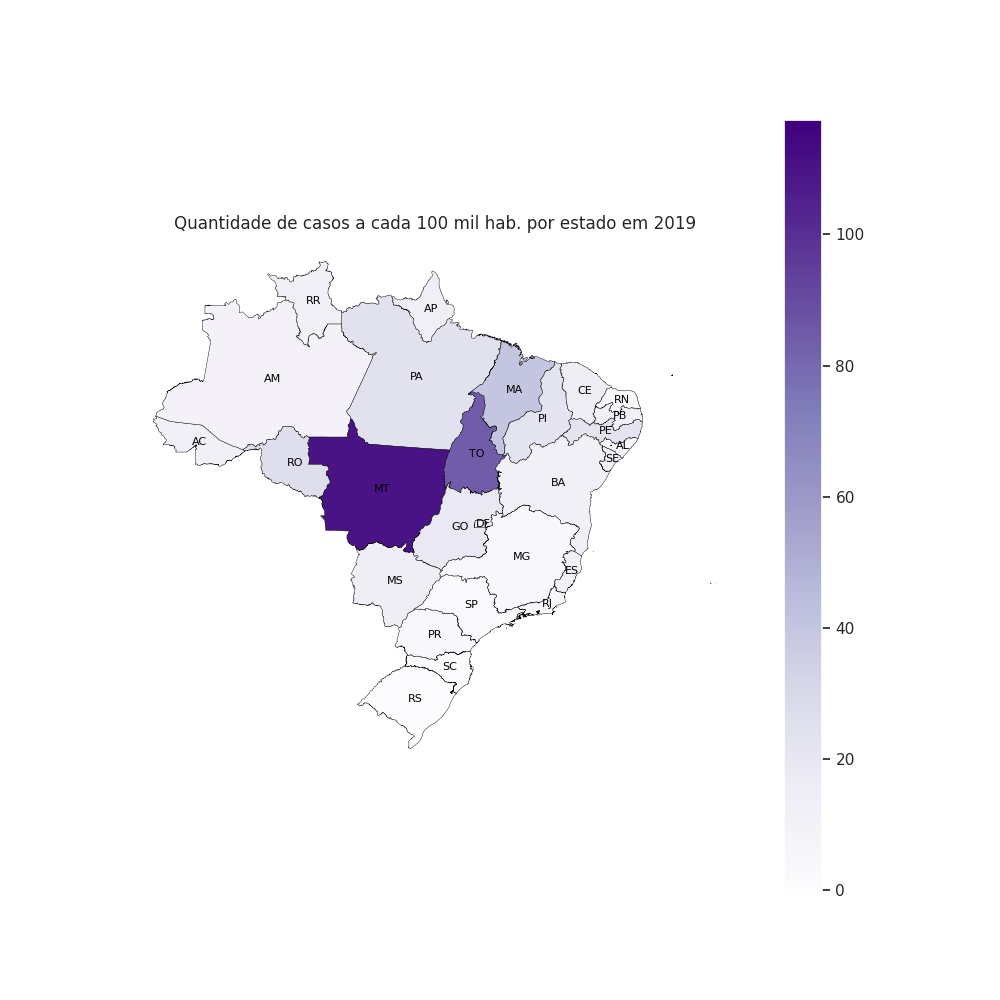 Quantidade de casos a cada 100 mil hab. por estado em 2019
100
80
60
40
20
0
RR
AP
AM
PA
MA
CE
RN
PB
PI
PE
AC
AL
TO
SE
RO
BA
MT
GO
DF
MG
ES
MS
SP
RJ
PR
SC
RS